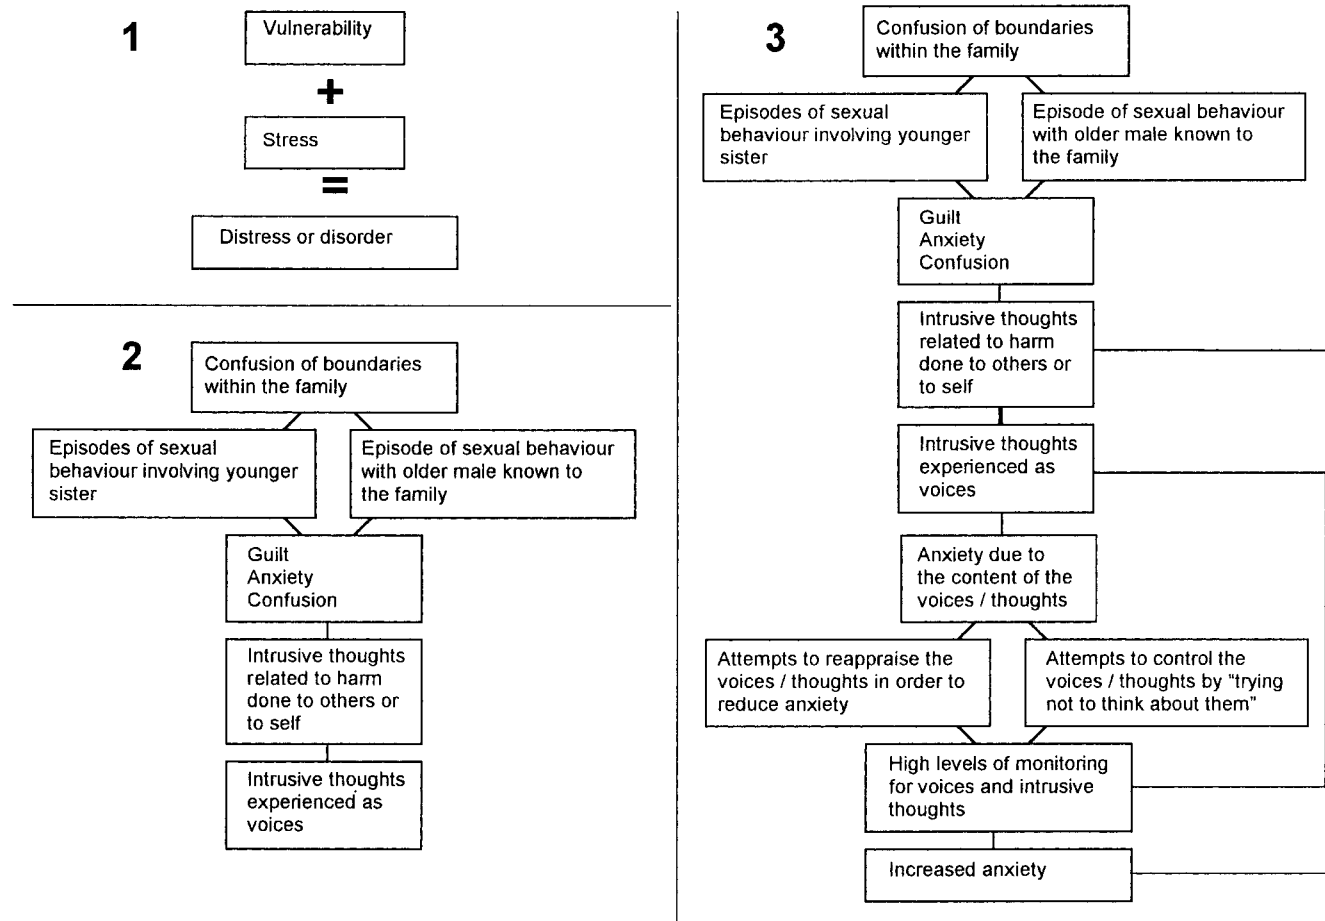 1
Vulnerability
+
Stress
=
Distress or disorder
2
Confusion of boundaries
within the family
Episodes of sexual
behaviour involving younger
sister
Episode of sexual behaviour
with older male known to
the family
Guilt
Anxiety
Confusion
Intrusive thoughts
related to harm
done to others or
to self
Intrusive thoughts
experienced as
voices
3
Confusion of boundaries
within the family
Episodes of sexual
behaviour involving younger
sister
Episode of sexual behaviour
with older male known to
the family
Guilt
Anxiety
Confusion
Intrusive thoughts
related to harm
done to others or
to self
Intrusive thoughts
experienced as
voices
Anxiety due to
the content of the
voices / thoughts
Attempts to reappraise the
voices / thoughts in order to
reduce anxiety
Attempts to control the
voices / thoughts by "trying
not to think about them"
High levels of monitoring
for voices and intrusive
thoughts
Increased anxiety